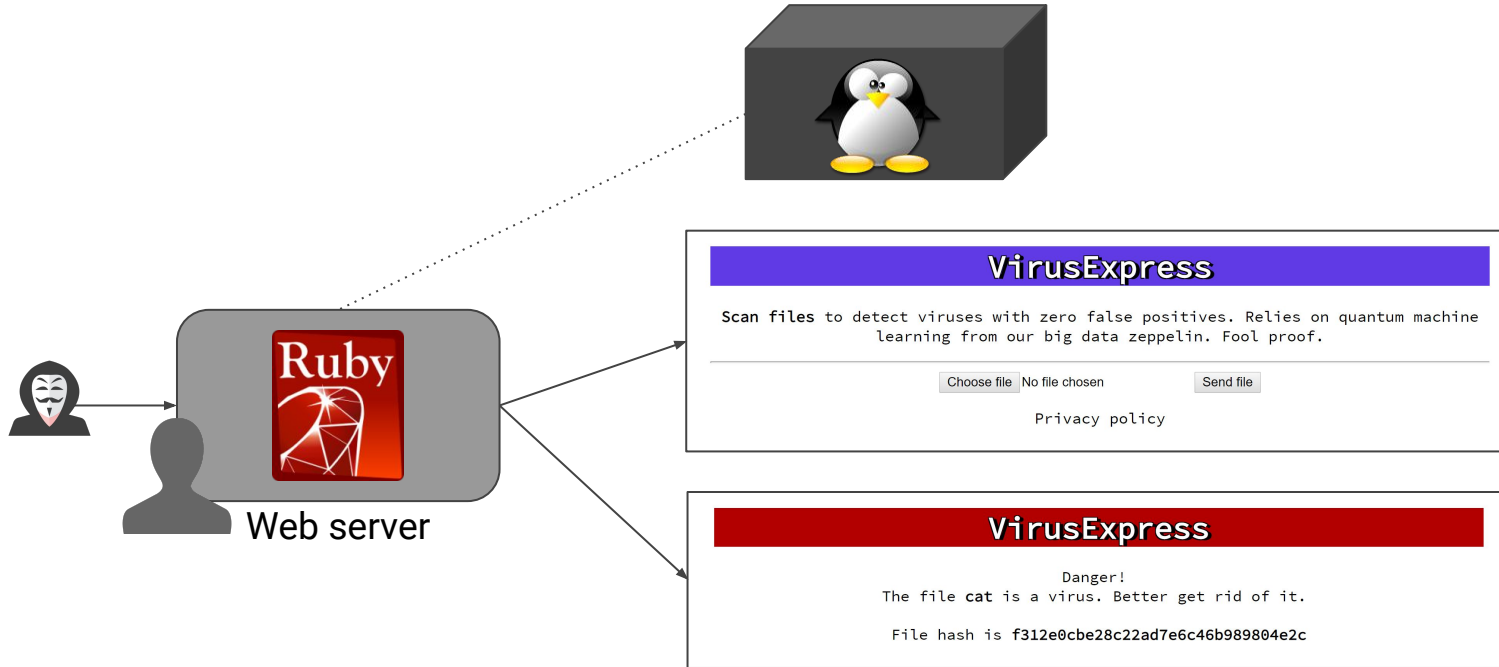 VirusExpress
Scan files to detect viruses with zero false positives. Relies on quantum machine
learning from our big data zeppelin. Fool proof.
Choose file No file chosen Send file
Privacy policy
Ruby
Web server
VirusExpress
Danger!
The file cat is a virus. Better get rid of it.
File hash is f312e0cbe28c22ad7e6c46b989804e2c